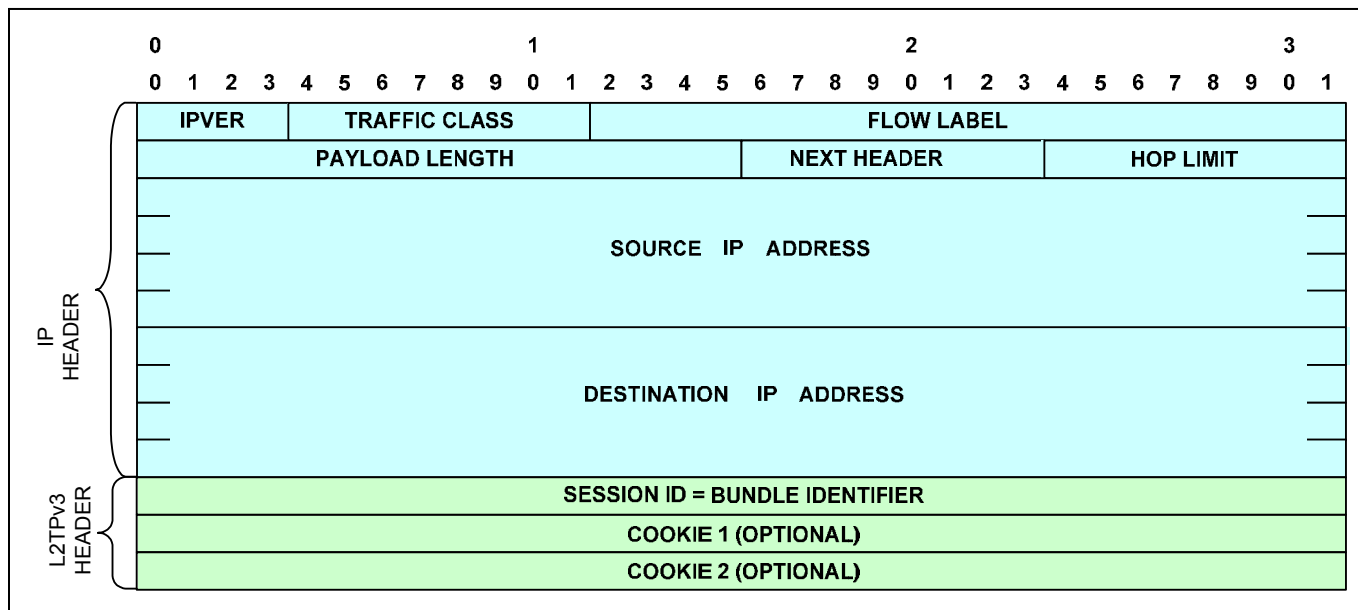 0 1 2 3
0 1 2 3 4 5 6 7 8 9 0 1 2 3 4 5 6 7 8 9 0 1 2 3 4 5 6 7 8 9 0 1
IPVER TRAFFIC CLASS FLOW LABEL
PAYLOAD LENGTH NEXT HEADER HOP LIMIT
SOURCE IP ADDRESS
DESTINATION IP ADDRESS
IP
HEADER
SESSION ID = BUNDLE IDENTIFIER
COOKIE 1 (OPTIONAL)
COOKIE 2 (OPTIONAL)
L2TPv3
HEADER